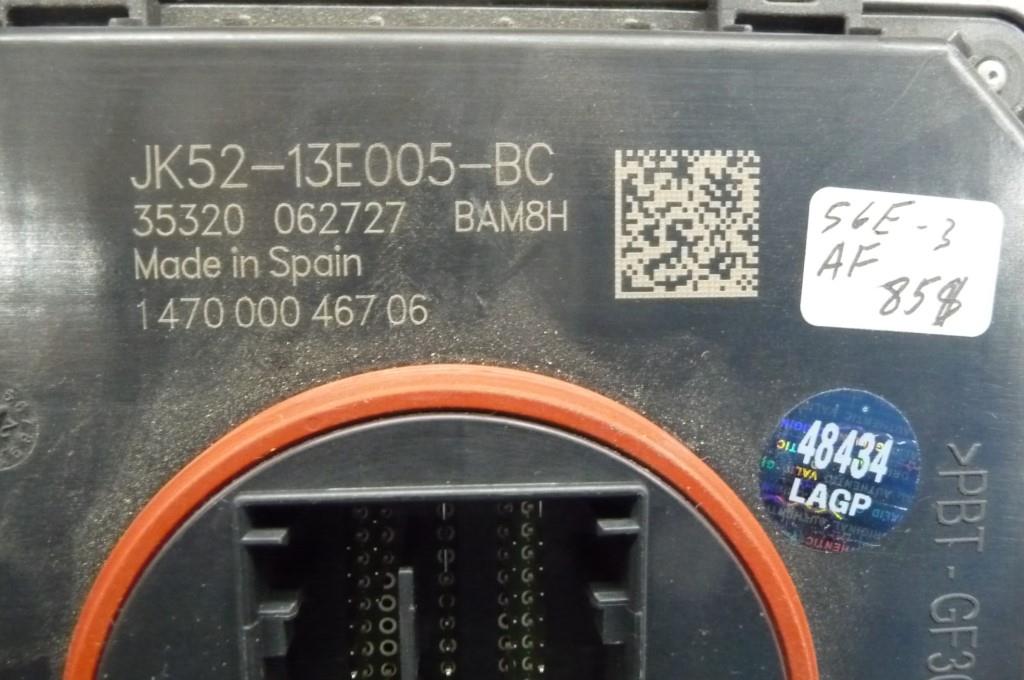 JK52-13E005-BC
35320 062727 BAM8H
Made in Spain
1 470 000 467 06
S6E-3
AF
85$
48434
LAGP
>PBT-GF30